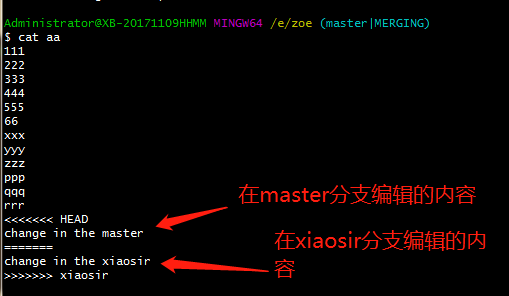 Administrator@XB-20171109HHMM MINGW64 /e/zoe (master|MERGING)
$ cat aa
111
222
333
444
555
66
xxx
yyy
zzz
ppp
qqq
rrr
<<<<<<< HEAD
change in the master
=======
change in the xiaosir
>>>>>>> xiaosir
在master分支编辑的内容
在xiaosir分支编辑的内
容